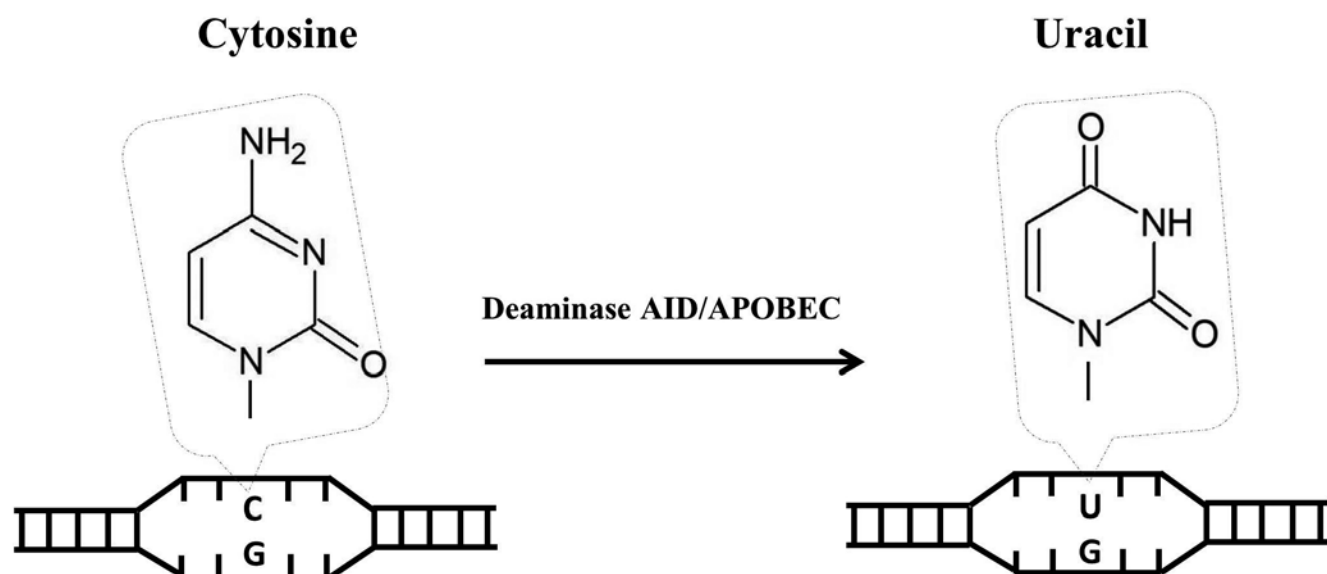 Cytosine
Uracil
NH₂
N
N
O
O
NH
N
O
Deaminase AID/APOBEC
C
G
U
G